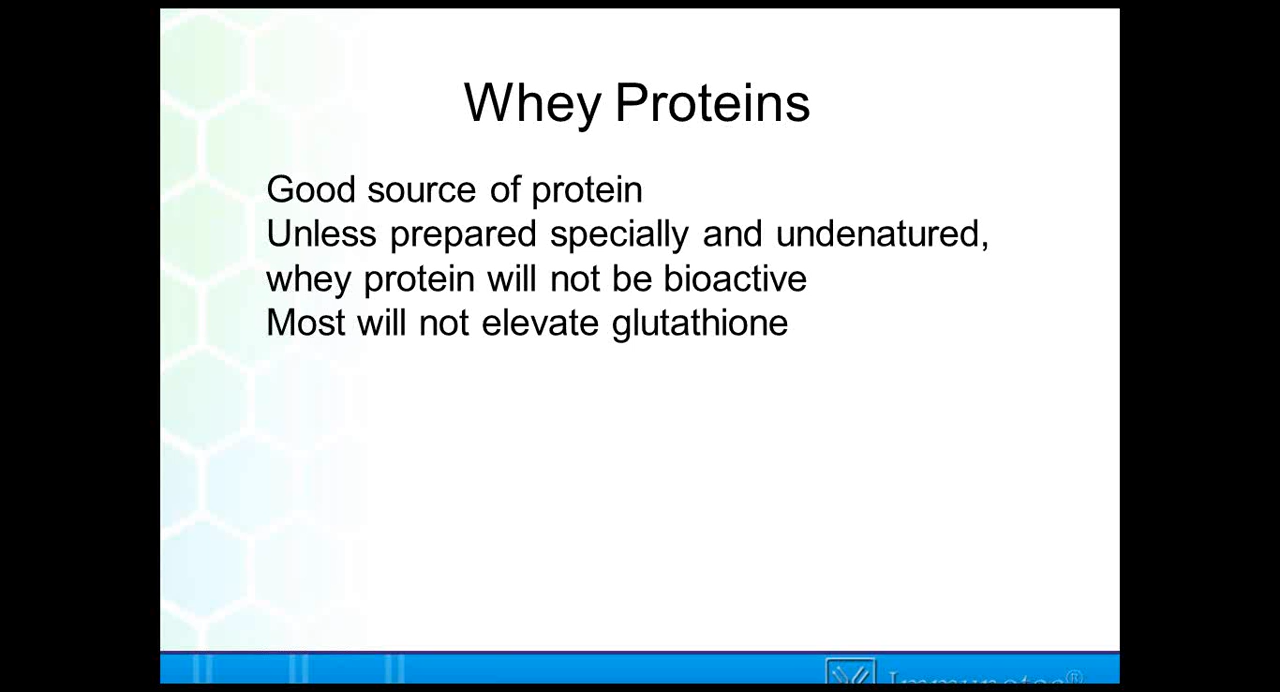 Whey Proteins
Good source of protein
Unless prepared specially and undenatured,
whey protein will not be bioactive
Most will not elevate glutathione
Immunotec®